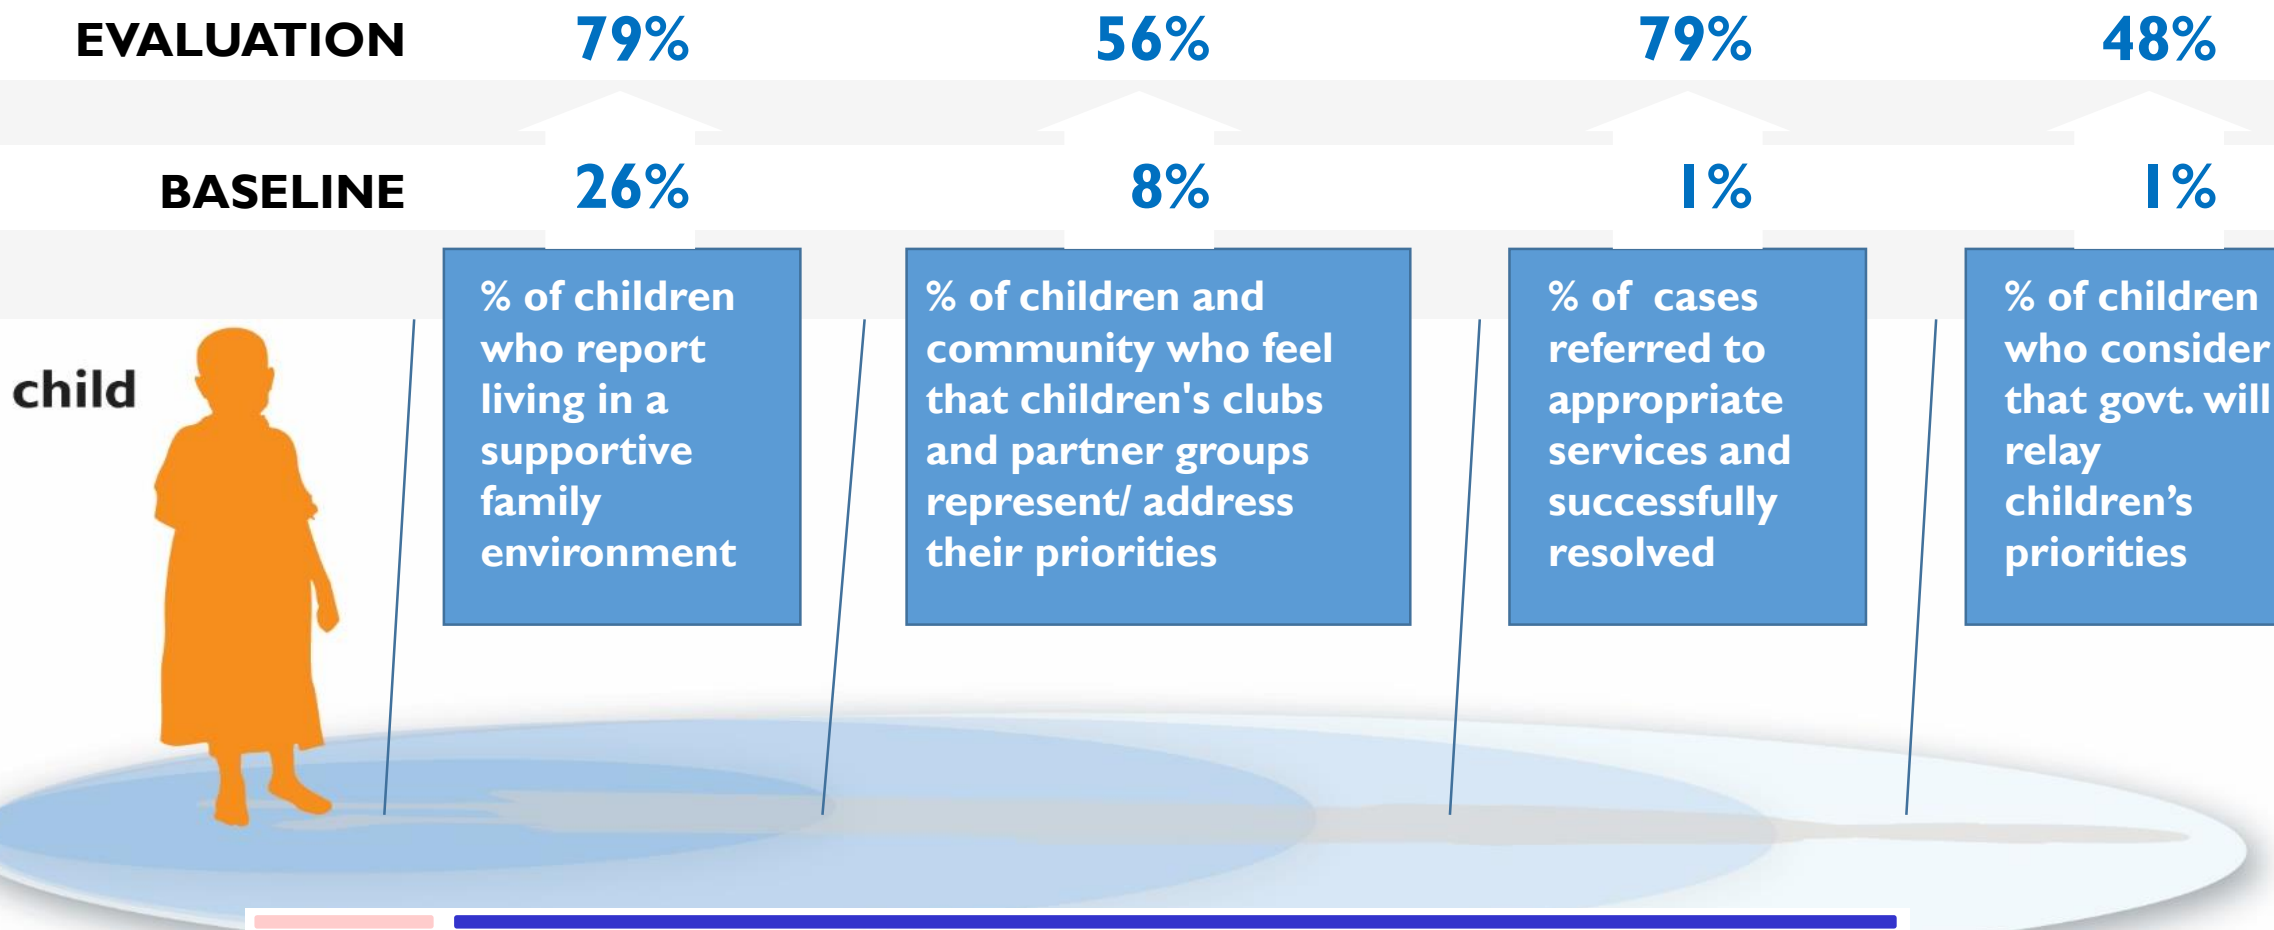 EVALUATION 79% 56% 79% 48%
BASELINE 26% 8% 1% 1%
child
% of children
who report
living in a
supportive
family
environment
% of children and
community who feel
that children's clubs
and partner groups
represent/ address
their priorities
% of cases
referred to
appropriate
services and
successfully
resolved
% of children
who consider
that govt. will
relay
children’s
priorities